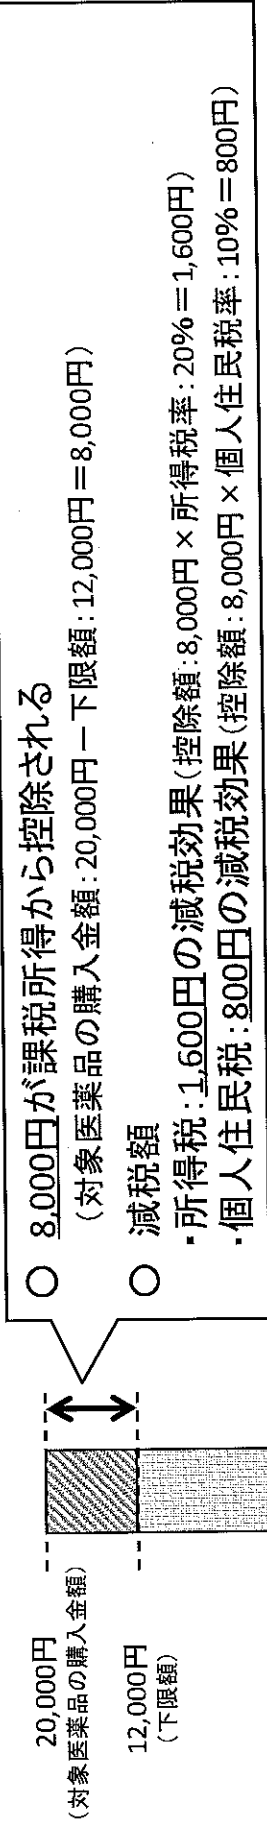 20,000円
（対象医薬品の購入金額）
12,000円
（下限額）
○ 8,000円が課税所得から控除される
（対象医薬品の購入金額：20,000円－下限額：12,000円＝8,000円）
○ 減税額
・所得税：1,600円の減税効果（控除額：8,000円×所得税率：20%＝1,600円）
・個人住民税：800円の減税効果（控除額：8,000円×個人住民税率：10%＝800円）